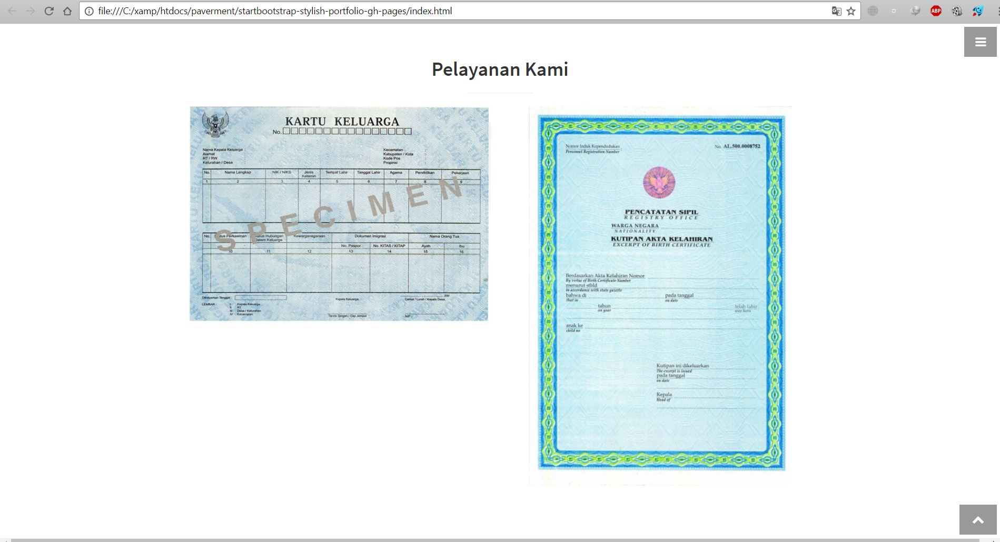 file:///C:/xamp/htdocs/paverment/startbootstrap-stylish-portfolio-gh-pages/index.html
ABP
Pelayanan Kami
KARTU KELUARGA
No.
Nama Kepala Keluarga :
Alamat :
RT / RW :
Kelurahan / Desa :
Kecamatan :
Kabupaten / Kota :
Kode Pos :
Propinsi :
No. Nama Lengkap NIK / NIKS Jenis Kelamin Tempat Lahir Tanggal Lahir Agama Pendidikan Pekerjaan
1 2 3 4 5 6 7 8 9
SPECIMEN
No. Status Perkawinan Status Hubungan Dalam Keluarga Kewarganegaraan Dokumen Imigrasi Nama Orang Tua
No. Paspor No. KITAS / KITAP Ayah Ibu
10 11 12 13 14 15 16
Dikeluarkan Tanggal :
LEMBAR : I Kepala Keluarga
II RT
III Desa / Kelurahan
IV Kecamatan
Kepala Keluarga
Tanda Tangan / Cap Jempol
200
Camat / Lurah / Kepala Desa
NIP
Nomor Induk Kependudukan :
Personnel Registration Number
No. AL.500.0008752
PENCATATAN SIPIL
REGISTRY OFFICE
WARGA NEGARA
NATIONALITY
KUTIPAN AKTA KELAHIRAN
EXCERPT OF BIRTH CERTIFICATE
Berdasarkan Akta Kelahiran Nomor
By virtue of Birth Certificate Number
menurut stbld
in accordance with state gazette
bahwa di pada tanggal
that in on date
tahun telah lahir
on year was born
anak ke
child no
Kutipan ini dikeluarkan
The excerpt is issued
pada tanggal
on date
Kepala
Head of